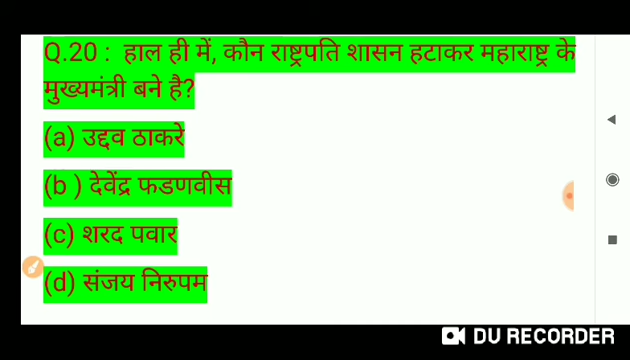 Q.20 : हाल ही में, कौन राष्ट्रपति शासन हटाकर महाराष्ट्र के
मुख्यमंत्री बने है?
(a) उद्दव ठाकरे
(b ) देवेंद्र फडणवीस
(c) शरद पवार
(d) संजय निरुपम
DU RECORDER